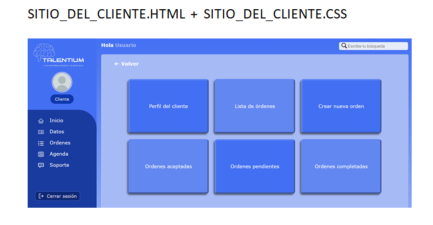 SITIO_DEL_CLIENTE.HTML + SITIO_DEL_CLIENTE.CSS
Hola Usuario
Escribe tu búsqueda
TALENTIUM
← Volver
Cliente
Perfil del cliente
Lista de órdenes
Crear nueva orden
Inicio
Datos
Ordenes
Agenda
Soporte
Ordenes aceptadas
Ordenes pendientes
Ordenes completadas
Cerrar sesión